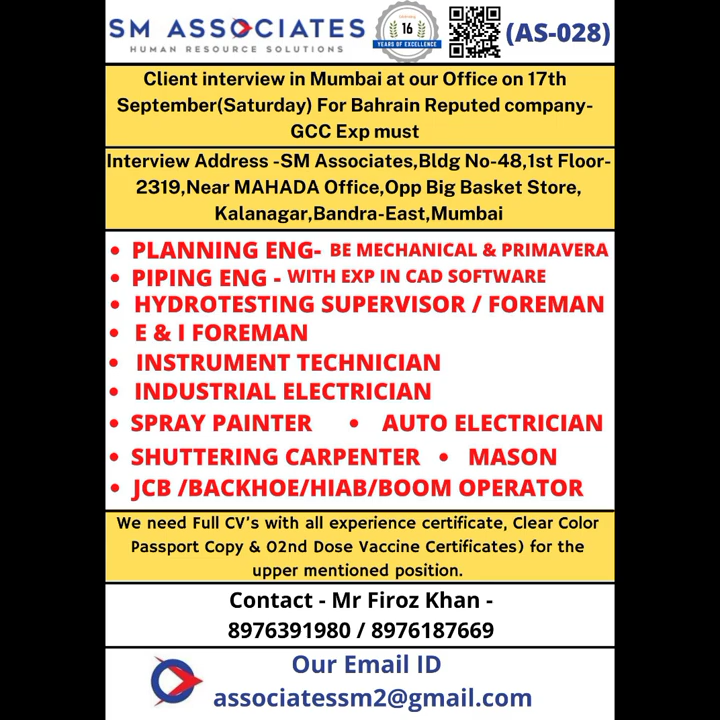 SM ASSOCIATES
HUMAN RESOURCE SOLUTIONS
16
YEARS OF EXCELLENCE
(AS-028)
Client interview in Mumbai at our Office on 17th
September(Saturday) For Bahrain Reputed company-
GCC Exp must
Interview Address -SM Associates,Bldg No-48,1st Floor-
2319,Near MAHADA Office,Opp Big Basket Store,
Kalanagar,Bandra-East,Mumbai
• PLANNING ENG- BE MECHANICAL & PRIMAVERA
• PIPING ENG - WITH EXP IN CAD SOFTWARE
• HYDROTESTING SUPERVISOR / FOREMAN
• E & I FOREMAN
• INSTRUMENT TECHNICIAN
• INDUSTRIAL ELECTRICIAN
• SPRAY PAINTER • AUTO ELECTRICIAN
• SHUTTERING CARPENTER • MASON
• JCB /BACKHOE/HIAB/BOOM OPERATOR
We need Full CV's with all experience certificate, Clear Color
Passport Copy & 02nd Dose Vaccine Certificates) for the
upper mentioned position.
Contact - Mr Firoz Khan -
8976391980 / 8976187669
Our Email ID
associatessm2@gmail.com